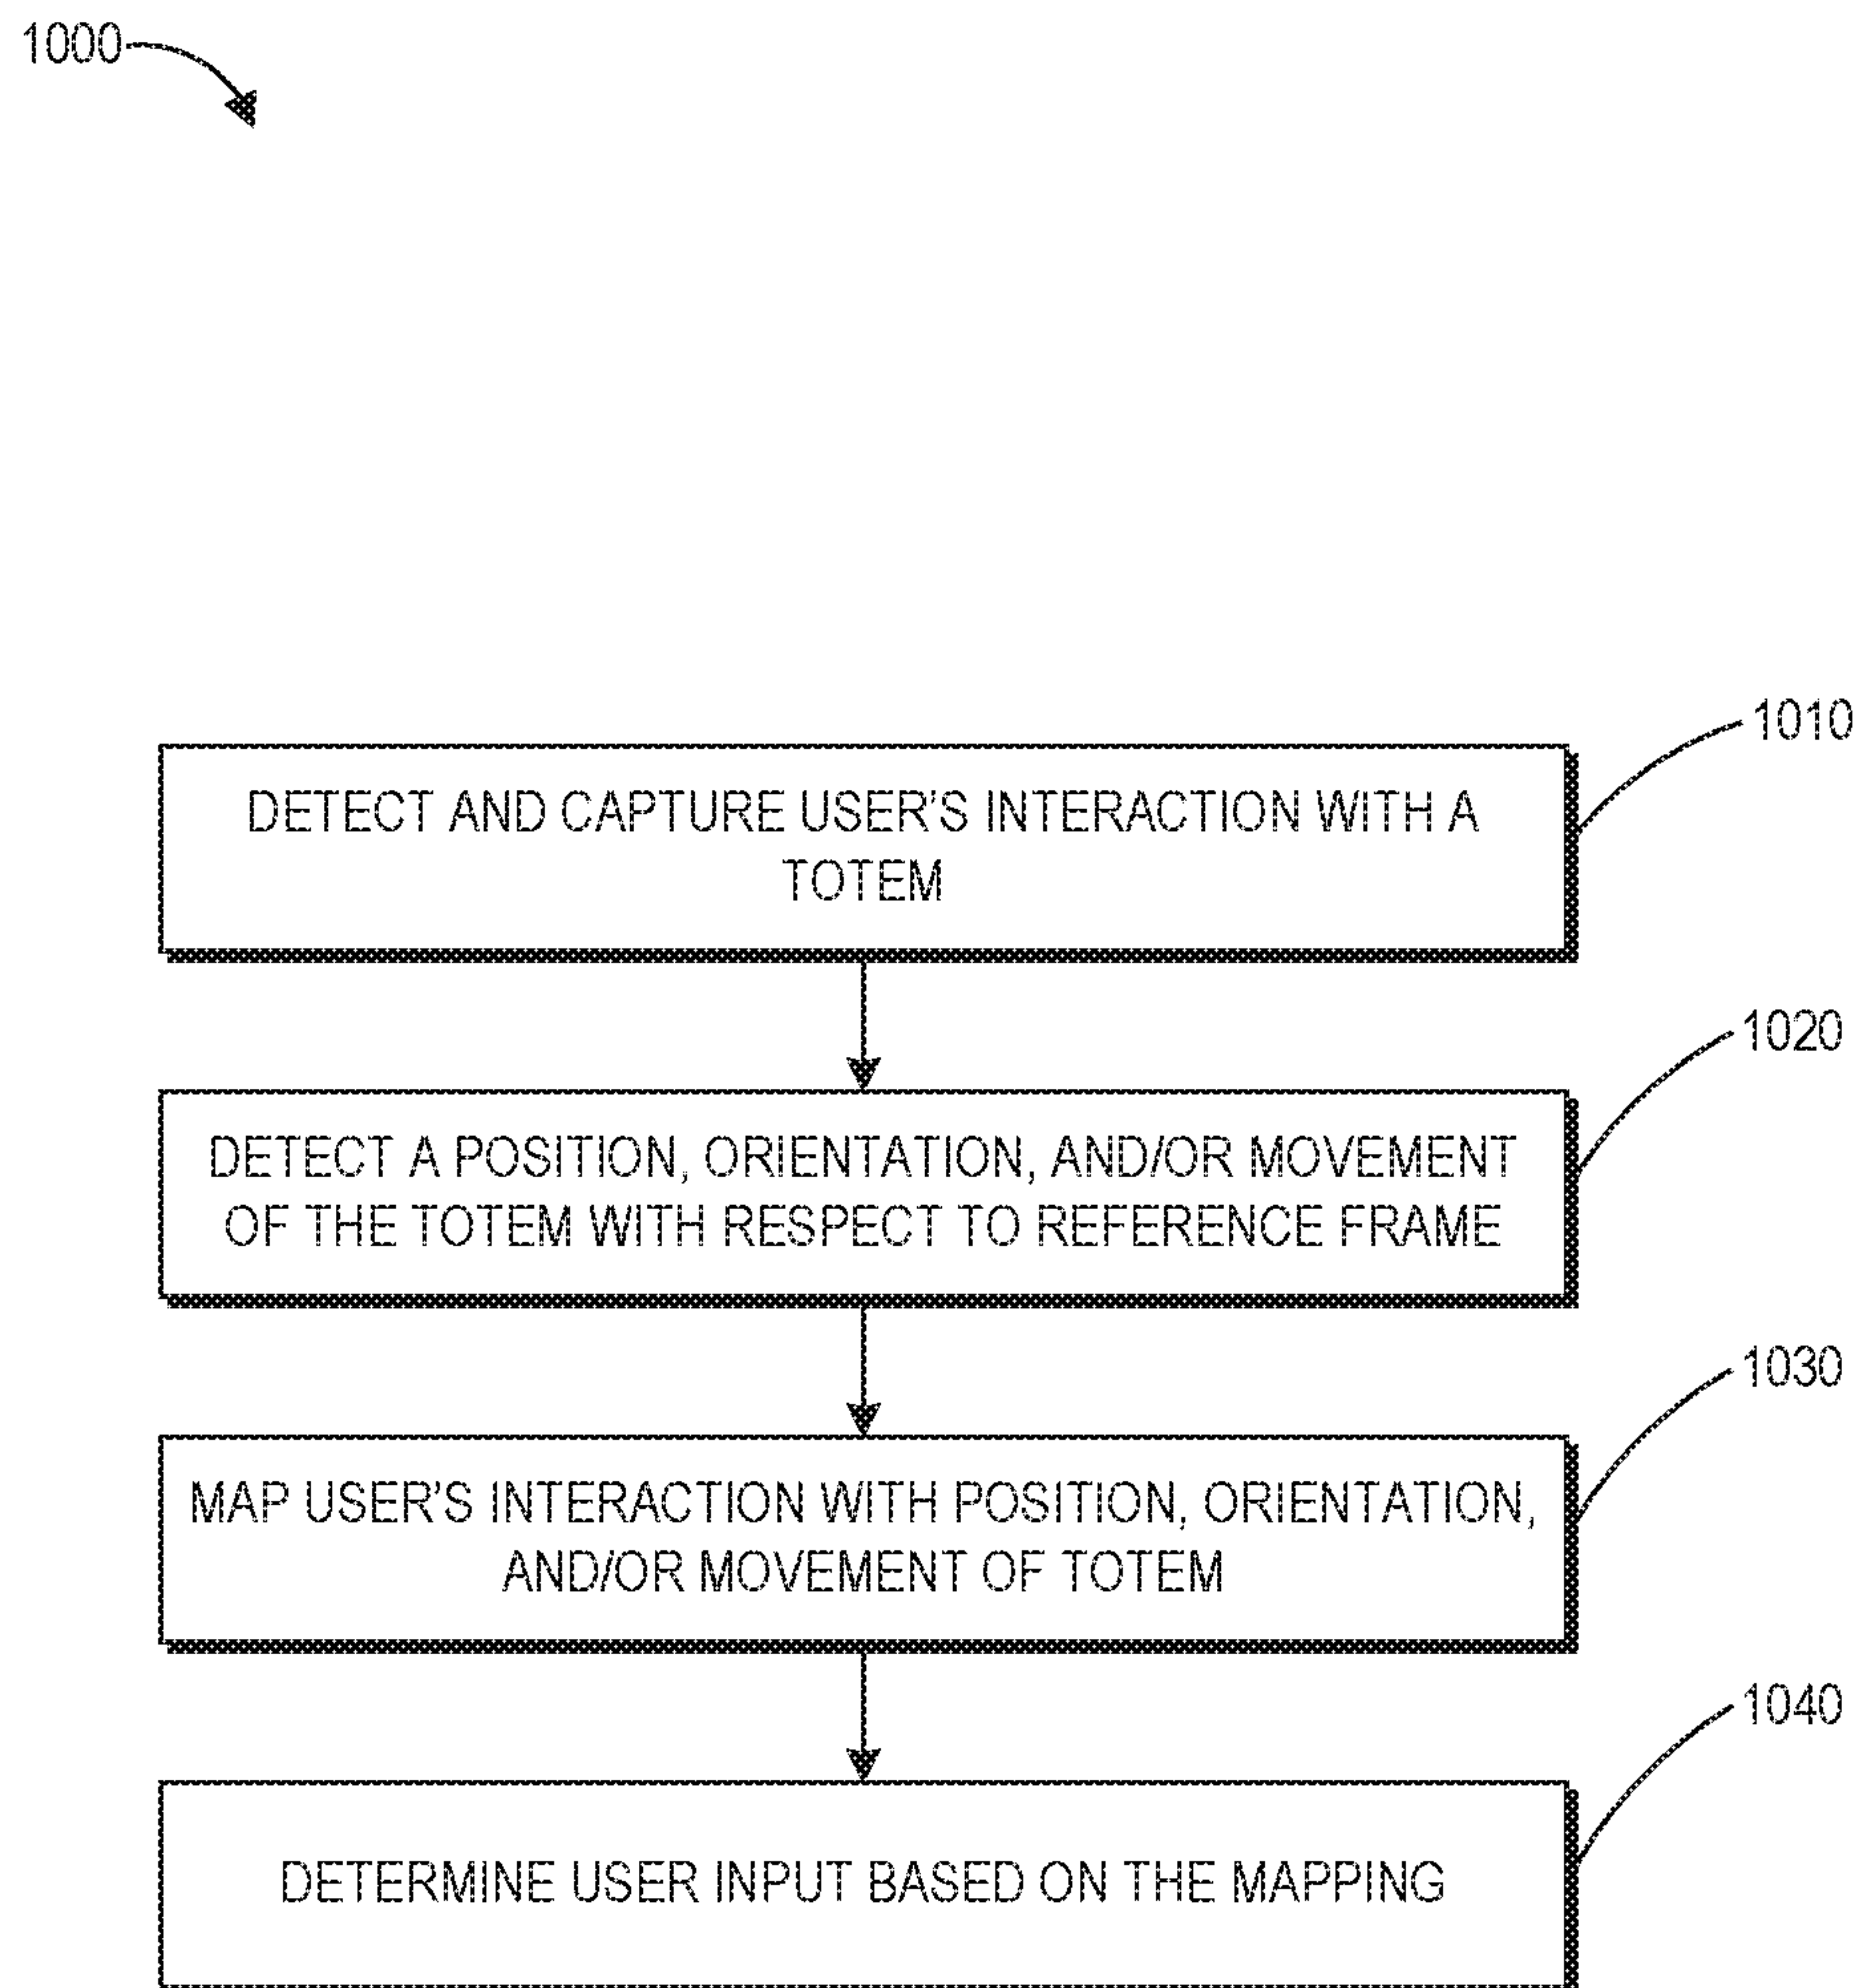 1000
1010
DETECT AND CAPTURE USER'S INTERACTION WITH A
TOTEM
1020
DETECT A POSITION, ORIENTATION, AND/OR MOVEMENT
OF THE TOTEM WITH RESPECT TO REFERENCE FRAME
1030
MAP USER'S INTERACTION WITH POSITION, ORIENTATION,
AND/OR MOVEMENT OF TOTEM
1040
DETERMINE USER INPUT BASED ON THE MAPPING